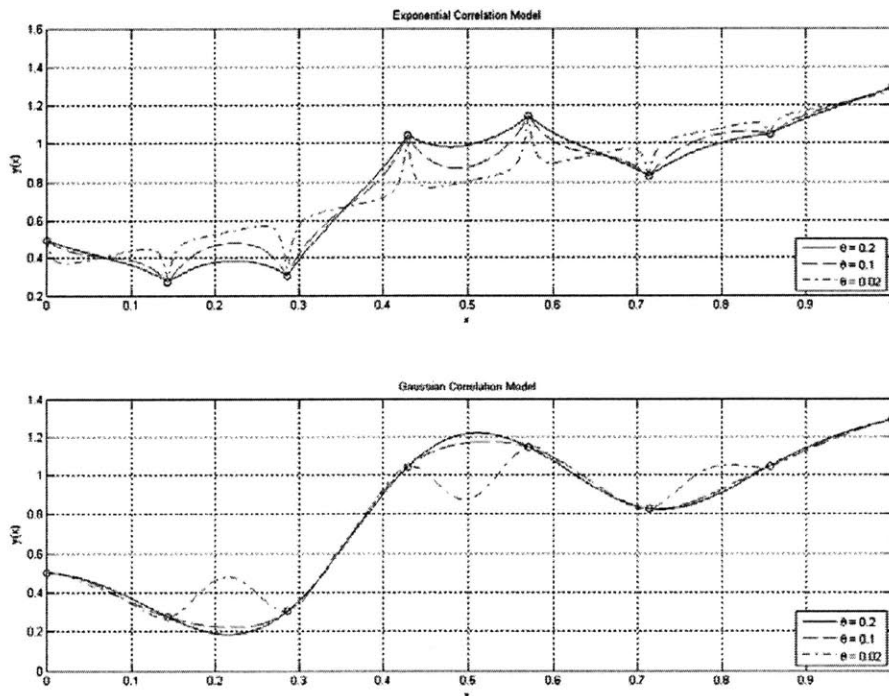 Exponential Correlation Model
1.6
1.4
1.2
1
0.8
0.6
0.4
0.2
y(x)
θ = 0.2
θ = 0.1
θ = 0.02
0 0.1 0.2 0.3 0.4 0.5 0.6 0.7 0.8 0.9
x
Gaussian Correlation Model
1.4
1.2
1
0.8
0.6
0.4
0.2
0
y(x)
θ = 0.2
θ = 0.1
θ = 0.02
0 0.1 0.2 0.3 0.4 0.5 0.6 0.7 0.8 0.9
x